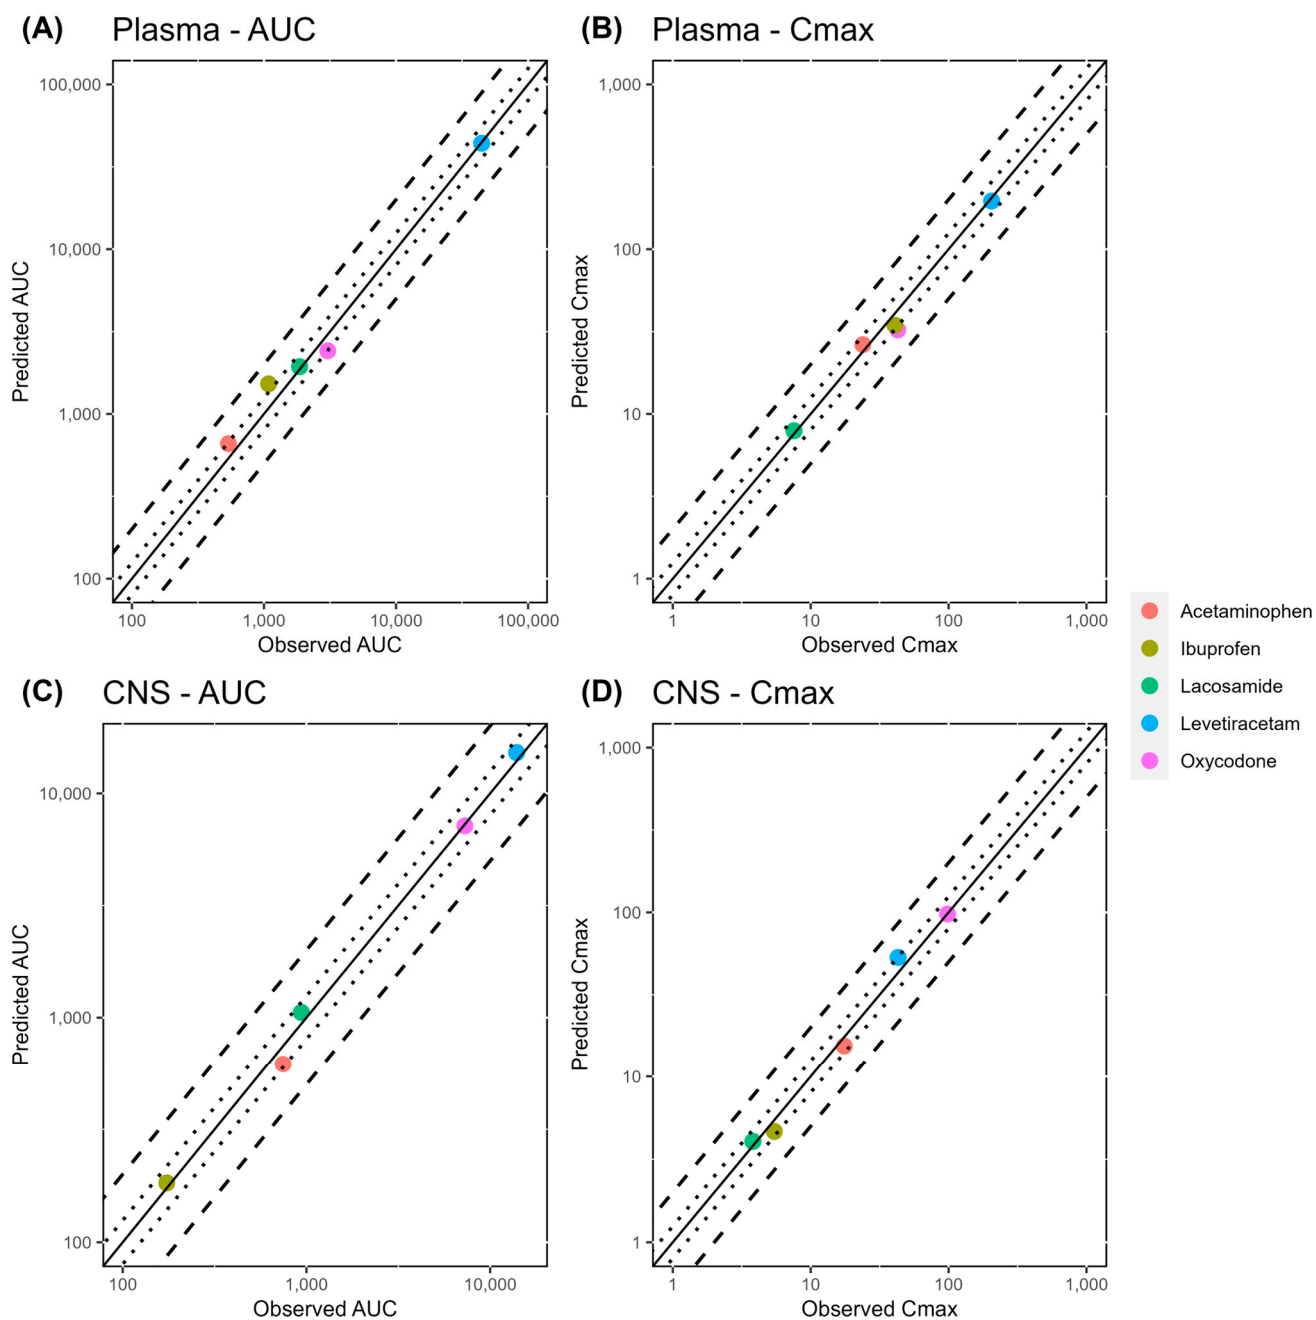 (A) Plasma - AUC
100,000
10,000
1,000
100
Predicted AUC
100 1,000 10,000 100,000
Observed AUC
(B) Plasma - Cmax
1,000
100
10
1
Predicted Cmax
1 10 100 1,000
Observed Cmax
(C) CNS - AUC
10,000
1,000
100
Predicted AUC
100 1,000 10,000
Observed AUC
(D) CNS - Cmax
1,000
100
10
1
Predicted Cmax
1 10 100 1,000
Observed Cmax
Acetaminophen
Ibuprofen
Lacosamide
Levetiracetam
Oxycodone